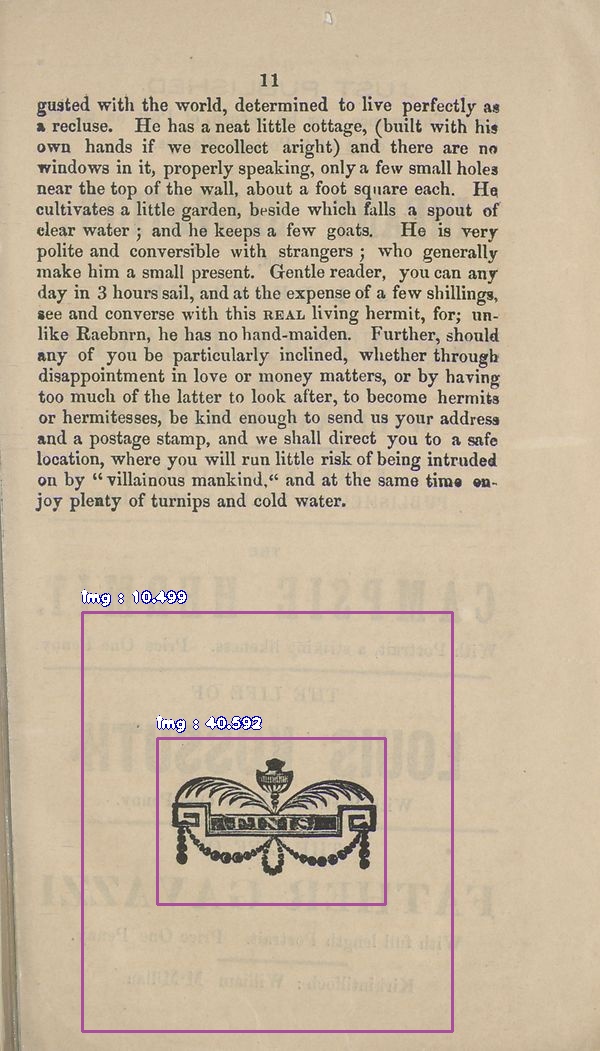 11
gusted with the world, determined to live perfectly as
a recluse. He has a neat little cottage, (built with his
own hands if we recollect aright) and there are no
windows in it, properly speaking, only a few small holes
near the top of the wall, about a foot square each. He
cultivates a little garden, beside which falls a spout of
clear water ; and he keeps a few goats. He is very
polite and conversible with strangers ; who generally
make him a small present. Gentle reader, you can any
day in 3 hours sail, and at the expense of a few shillings,
see and converse with this REAL living hermit, for; un-
like Raebnrn, he has no hand-maiden. Further, should
any of you be particularly inclined, whether through
disappointment in love or money matters, or by having
too much of the latter to look after, to become hermits
or hermitesses, be kind enough to send us your address
and a postage stamp, and we shall direct you to a safe
location, where you will run little risk of being intruded
on by “ villainous mankind,“ and at the same time en-
joy plenty of turnips and cold water.
img : 10.499
img : 40.592
FINIS